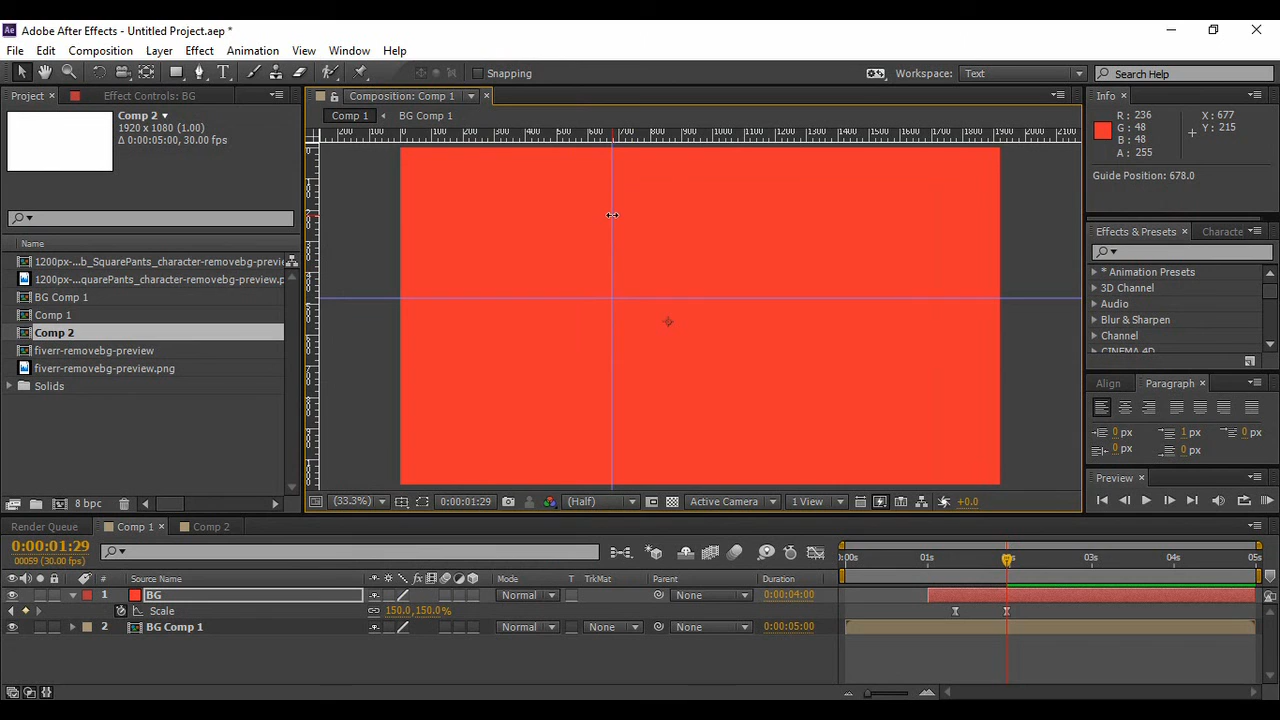 Ae Adobe After Effects - Untitled Project.aep *
File Edit Composition Layer Effect Animation View Window Help
Snapping Workspace: Text Search Help
Project × Effect Controls: BG Composition: Comp 1 × Info ×
Comp 2
1920 x 1080 (1.00)
Δ 0:00:05:00, 30.00 fps
Comp 1 BG Comp 1
R : 236 X : 677
G : 48 Y : 215
B : 48
A : 255
Guide Position: 678.0
Name
1200px-...b_SquarePants_character-removebg-previe
1200px-...quarePants_character-removebg-preview.p
BG Comp 1
Comp 1
Comp 2
fiverr-removebg-preview
fiverr-removebg-preview.png
Solids
Effects & Presets × Characte
* Animation Presets
3D Channel
Audio
Blur & Sharpen
Channel
CINEMA 4D
Align Paragraph ×
0 px 1 px 0 px
0 px 0 px
Preview ×
8 bpc
(33.3%) 0:00:01:29 (Half) Active Camera 1 View +0.0
Render Queue Comp 1 × Comp 2
0:00:01:29
00059 (30.00 fps)
# Source Name Mode T TrkMat Parent Duration
:00s 01s 03s 04s 05s
1 BG Normal None 0:00:04:00
Scale 150.0,150.0%
2 BG Comp 1 Normal None None 0:00:05:00